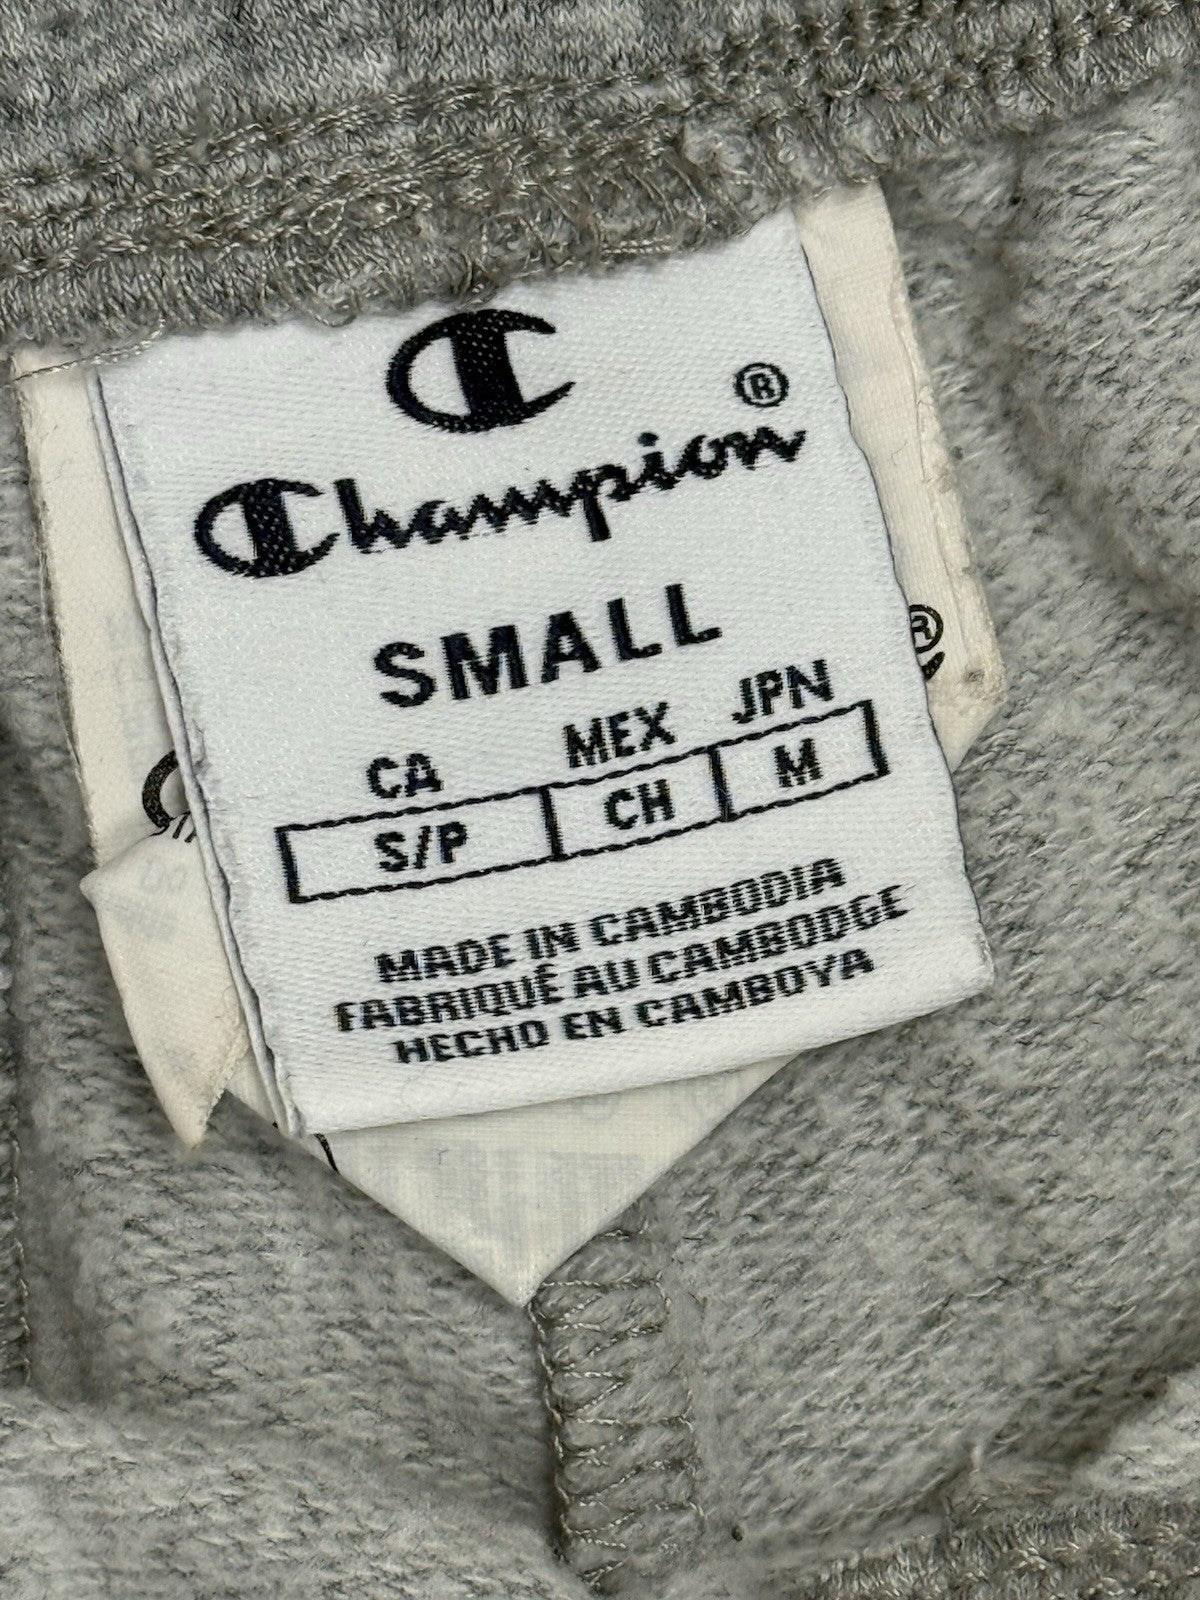 Champion ®
SMALL
CA MEX JPN
S/P CH M
MADE IN CAMBODIA
FABRIQUÉ AU CAMBODGE
HECHO EN CAMBOYA
®